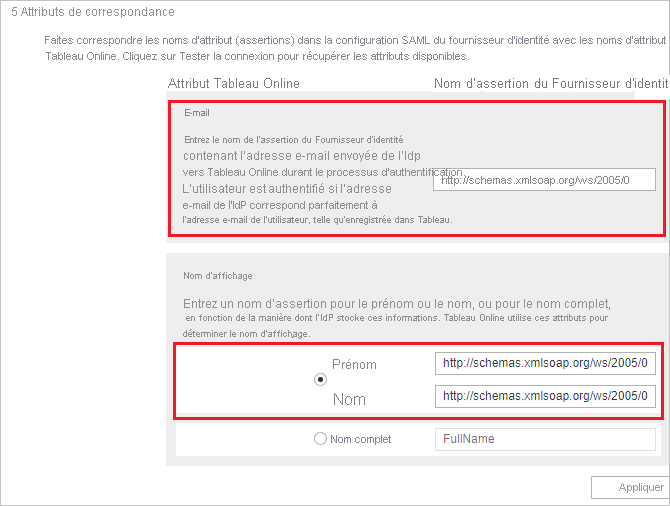 5 Attributs de correspondance
Faites correspondre les noms d'attribut (assertions) dans la configuration SAML du fournisseur d'identité avec les noms d'attribut
Tableau Online. Cliquez sur Tester la connexion pour récupérer les attributs disponibles.
Attribut Tableau Online Nom d'assertion du Fournisseur d'identit
E-mail
Entrez le nom de l'assertion du Fournisseur d'identité
contenant l'adresse e-mail envoyée de l'Idp
vers Tableau Online durant le processus d'authentification.
http://schemas.xmlsoap.org/ws/2005/0
L'utilisateur est authentifié si l'adresse
e-mail de l'IdP correspond parfaitement à
l'adresse e-mail de l'utilisateur, telle qu'enregistrée dans Tableau.
Nom d'affichage
Entrez un nom d'assertion pour le prénom ou le nom, ou pour le nom complet,
en fonction de la manière dont l'IdP stocke ces informations. Tableau Online utilise ces attributs pour
déterminer le nom d'affichage.
Prénom http://schemas.xmlsoap.org/ws/2005/0
Nom http://schemas.xmlsoap.org/ws/2005/0
Nom complet FullName
Appliquer